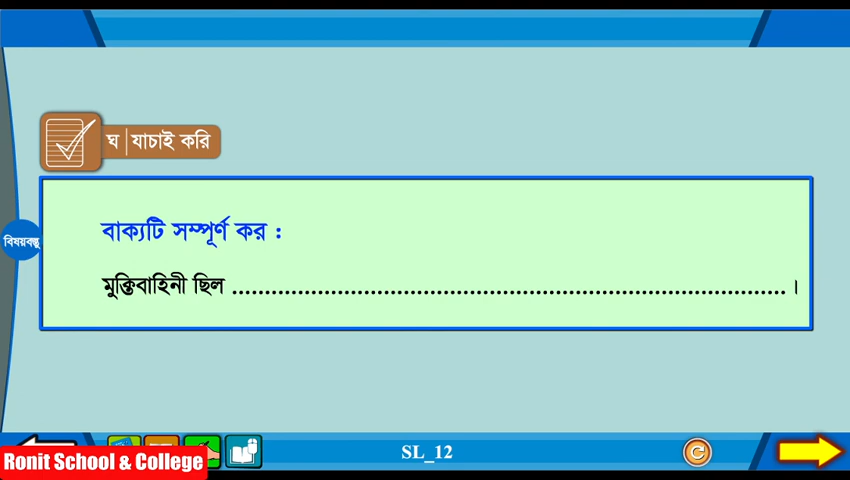 ঘ | যাচাই করি
বাক্যটি সম্পূর্ণ কর :
বিষয়বস্তু
মুক্তিবাহিনী ছিল ..................................................................................... ।
SL_12
Ronit School & College